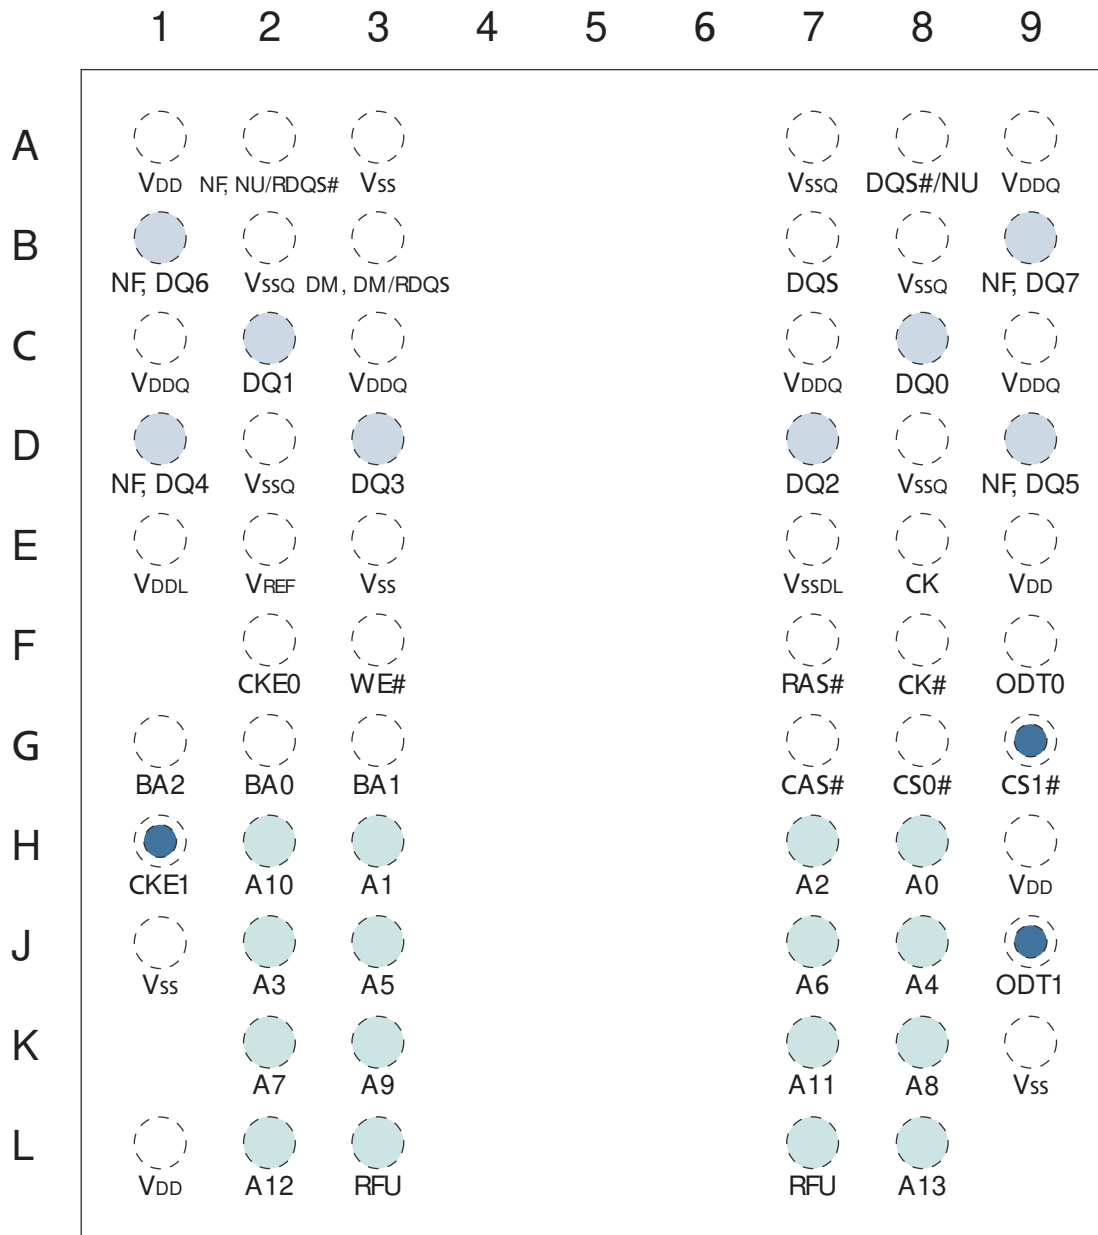 1 2 3 4 5 6 7 8 9
A
VDD NF, NU/RDQS# VSS VSSQ DQS#/NU VDDQ
B
NF, DQ6 VSSQ DM, DM/RDQS DQS VSSQ NF, DQ7
C
VDDQ DQ1 VDDQ VDDQ DQ0 VDDQ
D
NF, DQ4 VSSQ DQ3 DQ2 VSSQ NF, DQ5
E
VDDL VREF VSS VSSDL CK VDD
F
CKE0 WE# RAS# CK# ODT0
G
BA2 BA0 BA1 CAS# CS0# CS1#
H
CKE1 A10 A1 A2 A0 VDD
J
VSS A3 A5 A6 A4 ODT1
K
A7 A9 A11 A8 VSS
L
VDD A12 RFU RFU A13